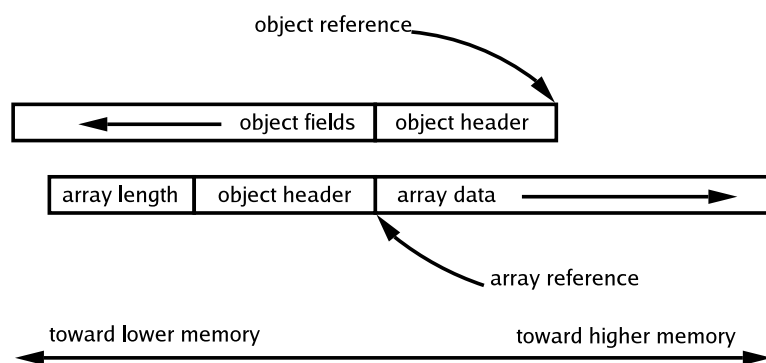 object reference
object fields
object header
array length
object header
array data
array reference
toward lower memory
toward higher memory